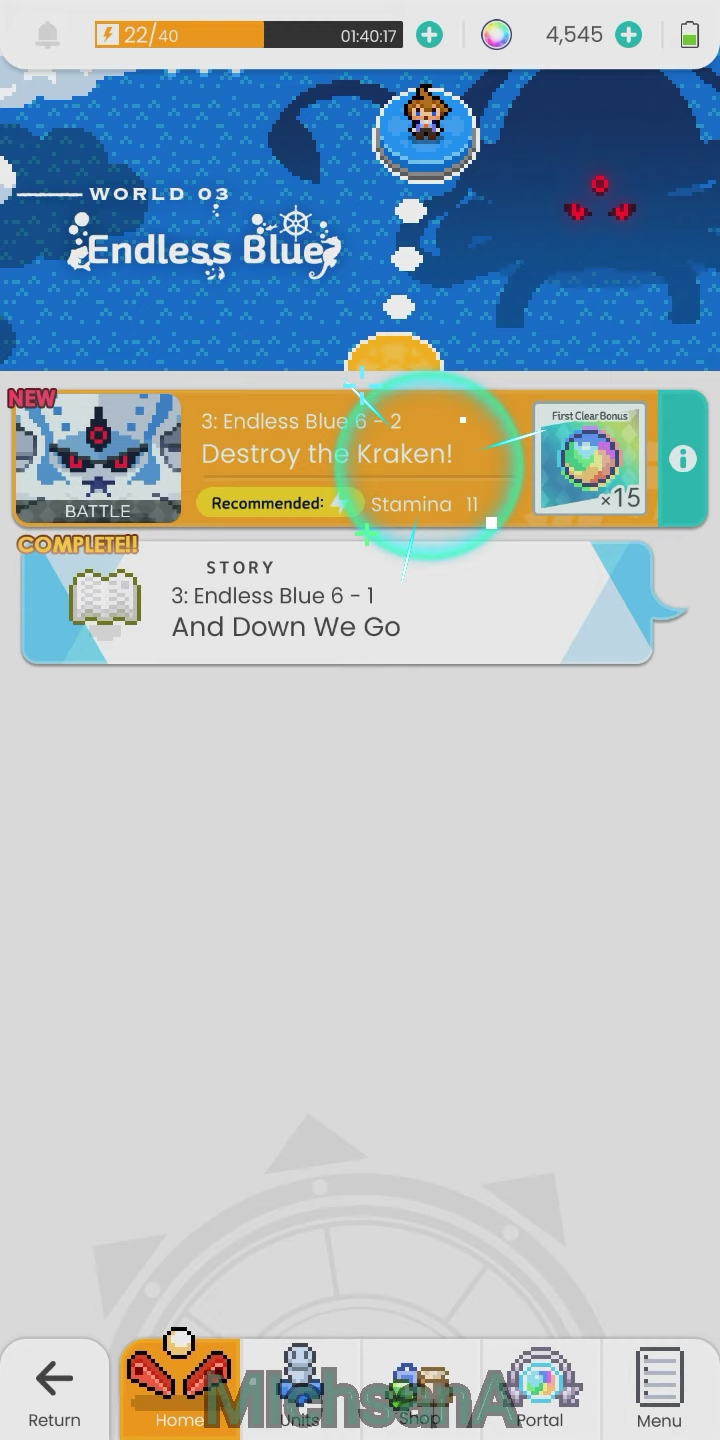 22/40
01:40:17
4,545
WORLD 03
Endless Blue
NEW
3: Endless Blue 6 - 2
Destroy the Kraken!
First Clear Bonus
×15
BATTLE
Recommended:
Stamina 11
COMPLETE!!
STORY
3: Endless Blue 6 - 1
And Down We Go
MichsanA
Return
Home
Units
Shop
Portal
Menu